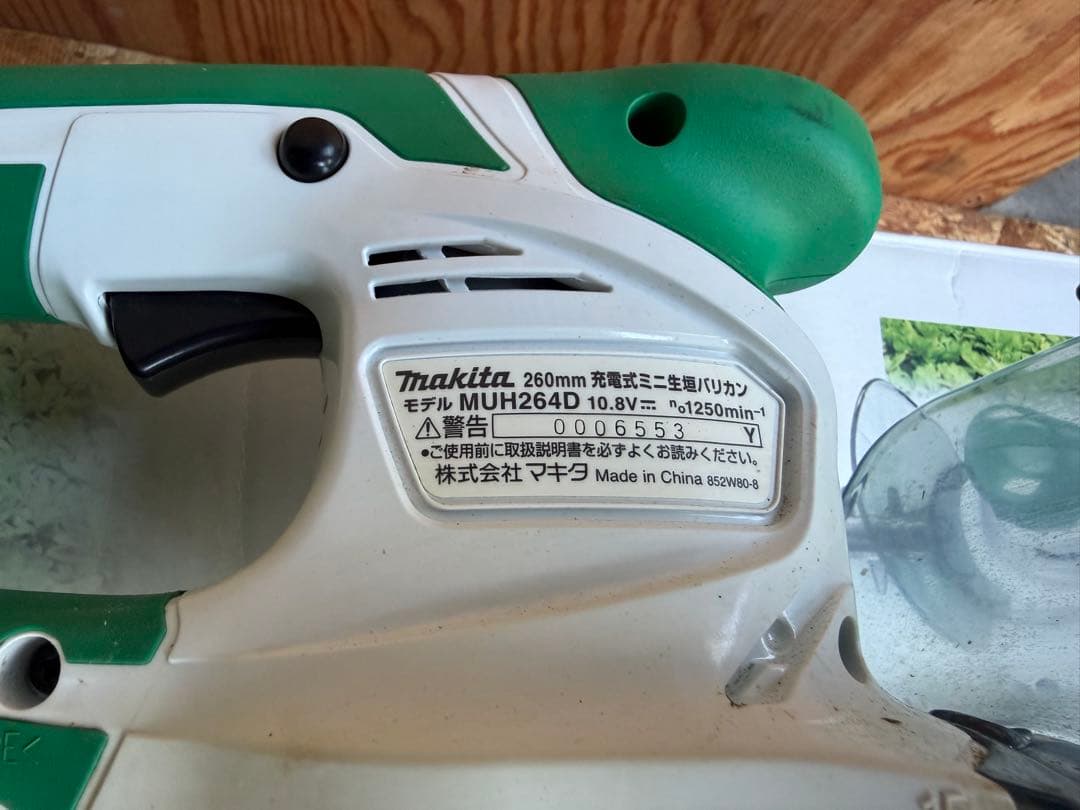 makita 260mm 充電式ミニ生垣バリカン
モデル MUH264D 10.8V⎓ n₀1250min⁻¹
⚠警告 0006553 Y
●ご使用前に取扱説明書を必ずよくお読みください。
株式会社マキタ Made in China 852W80-8